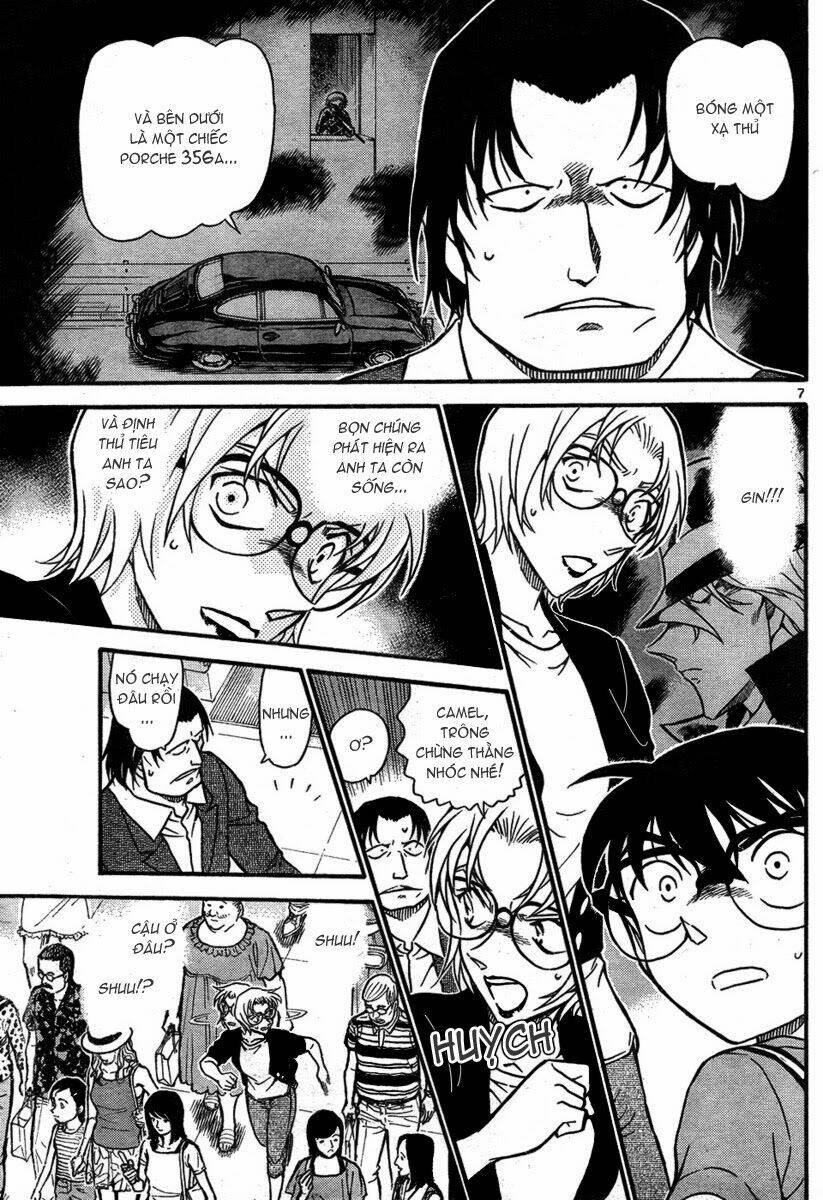 BÓNG MỘT
XẠ THỦ
VÀ BÊN DƯỚI
LÀ MỘT CHIẾC
PORCHE 356A...
7
GIN!!!
BỌN CHÚNG
PHÁT HIỆN RA
ANH TA CÒN
SỐNG...
VÀ ĐỊNH
THỦ TIÊU
ANH TA
SAO?
CAMEL,
TRÔNG
CHỪNG THẰNG
NHÓC NHÉ!
Ơ?
HUỴCH
NHƯNG
...
NÓ CHẠY
ĐÂU RỒI
...
SHUU!
CẬU Ở
ĐÂU?
SHUU!?